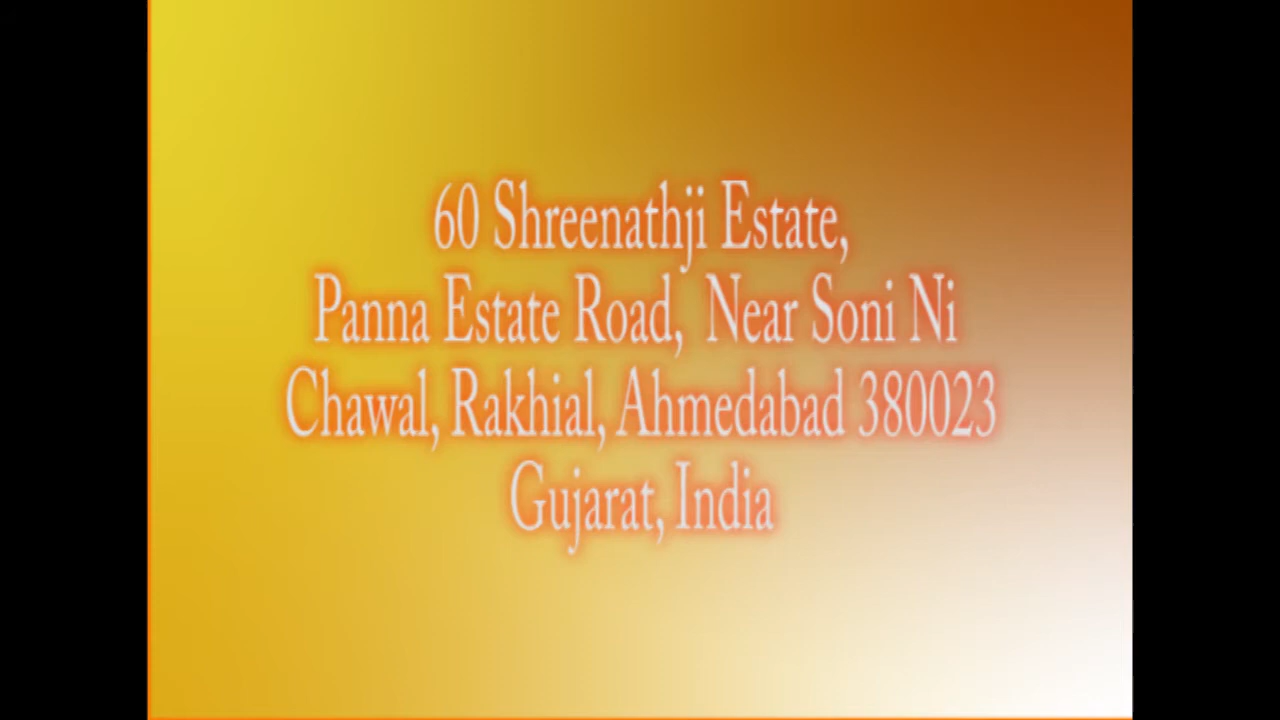 60 Shreenathji Estate,
Panna Estate Road, Near Soni Ni
Chawal, Rakhial, Ahmedabad 380023
Gujarat, India